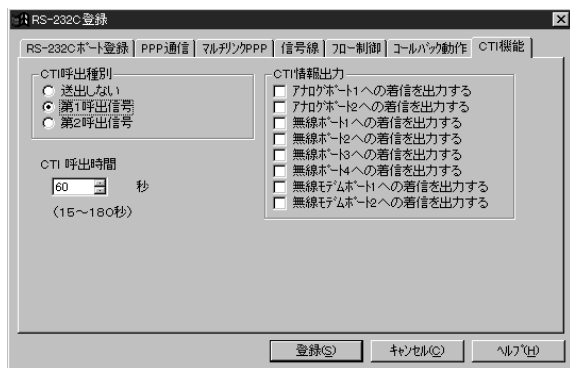 RS-232C登録
RS-232Cﾎﾟｰﾄ登録 PPP通信 ﾏﾙﾁﾘﾝｸPPP 信号線 ﾌﾛｰ制御 ｺｰﾙﾊﾞｯｸ動作 CTI機能
CTI呼出種別
送出しない
第1呼出信号
第2呼出信号
CTI 呼出時間
60 秒
(15～180秒)
CTI情報出力
ｱﾅﾛｸﾞﾎﾟｰﾄ1への着信を出力する
ｱﾅﾛｸﾞﾎﾟｰﾄ2への着信を出力する
無線ﾎﾟｰﾄ1への着信を出力する
無線ﾎﾟｰﾄ2への着信を出力する
無線ﾎﾟｰﾄ3への着信を出力する
無線ﾎﾟｰﾄ4への着信を出力する
無線ﾓﾃﾞﾑﾎﾟｰﾄ1への着信を出力する
無線ﾓﾃﾞﾑﾎﾟｰﾄ2への着信を出力する
登録(S) ｷｬﾝｾﾙ(C) ﾍﾙﾌﾟ(H)